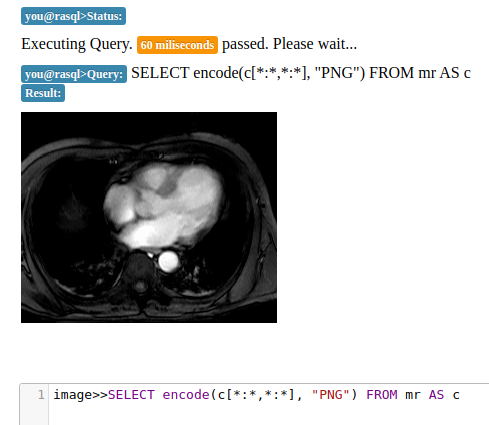 you@rasql>Status:
Executing Query. 60 miliseconds passed. Please wait...
you@rasql>Query: SELECT encode(c[*:*,*:*], "PNG") FROM mr AS c
Result:
1 image>>SELECT encode(c[*:*,*:*], "PNG") FROM mr AS c